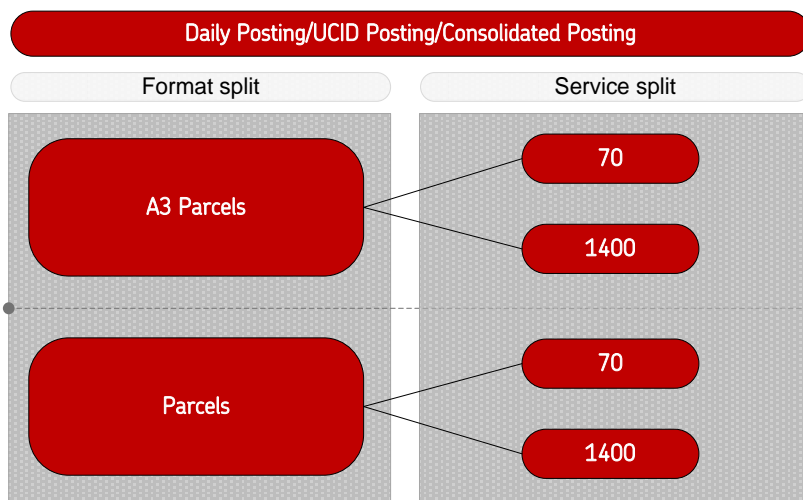 Daily Posting/UCID Posting/Consolidated Posting
Format split
Service split
A3 Parcels
70
1400
Parcels
70
1400